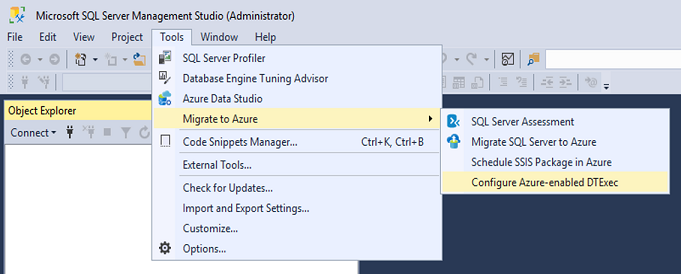 Microsoft SQL Server Management Studio (Administrator)
File Edit View Project Tools Window Help
SQL Server Profiler
Database Engine Tuning Advisor
Azure Data Studio
Migrate to Azure
Code Snippets Manager... Ctrl+K, Ctrl+B
External Tools...
Check for Updates...
Import and Export Settings...
Customize...
Options...
SQL Server Assessment
Migrate SQL Server to Azure
Schedule SSIS Package in Azure
Configure Azure-enabled DTExec
Object Explorer
Connect